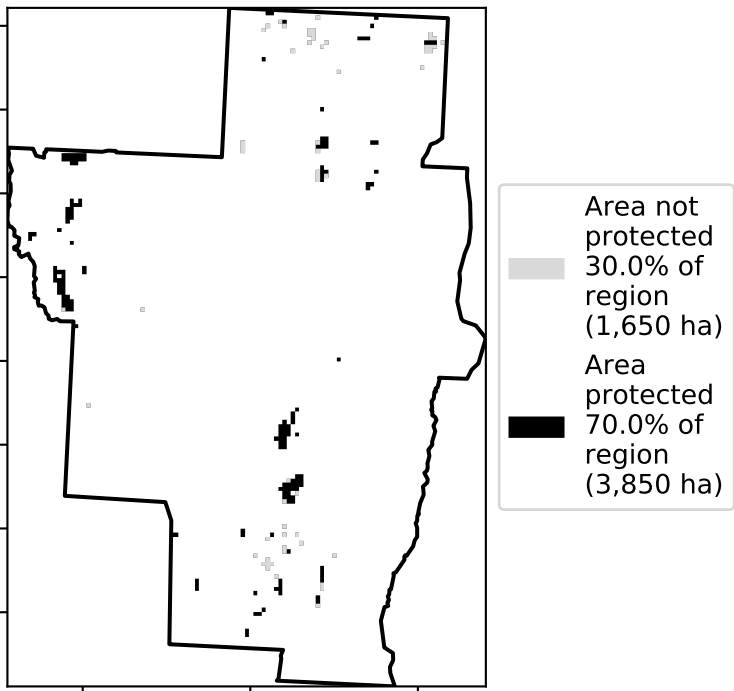 Area not
protected
30.0% of
region
(1,650 ha)
Area
protected
70.0% of
region
(3,850 ha)